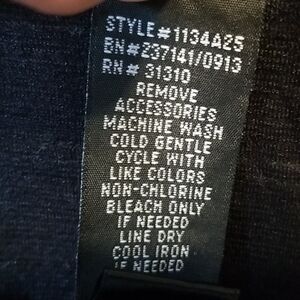 STYLE#1134A25
BN#237141/0913
RN# 31310
REMOVE
ACCESSORIES
MACHINE WASH
COLD GENTLE
CYCLE WITH
LIKE COLORS
NON-CHLORINE
BLEACH ONLY
IF NEEDED
LINE DRY
COOL IRON
IF NEEDED